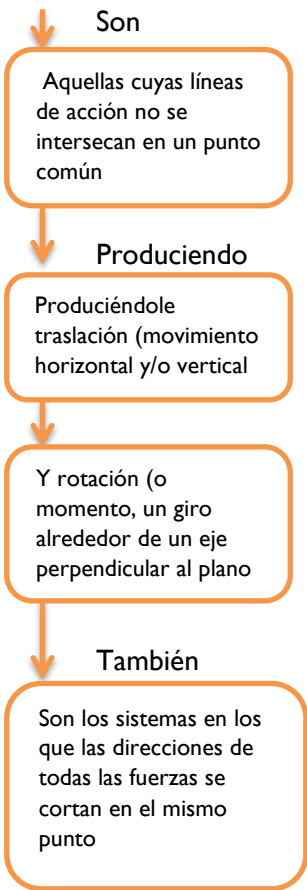 Son
Aquellas cuyas líneas
de acción no se
intersecan en un punto
común
Produciendo
Produciéndole
traslación (movimiento
horizontal y/o vertical
Y rotación (o
momento, un giro
alrededor de un eje
perpendicular al plano
También
Son los sistemas en los
que las direcciones de
todas las fuerzas se
cortan en el mismo
punto